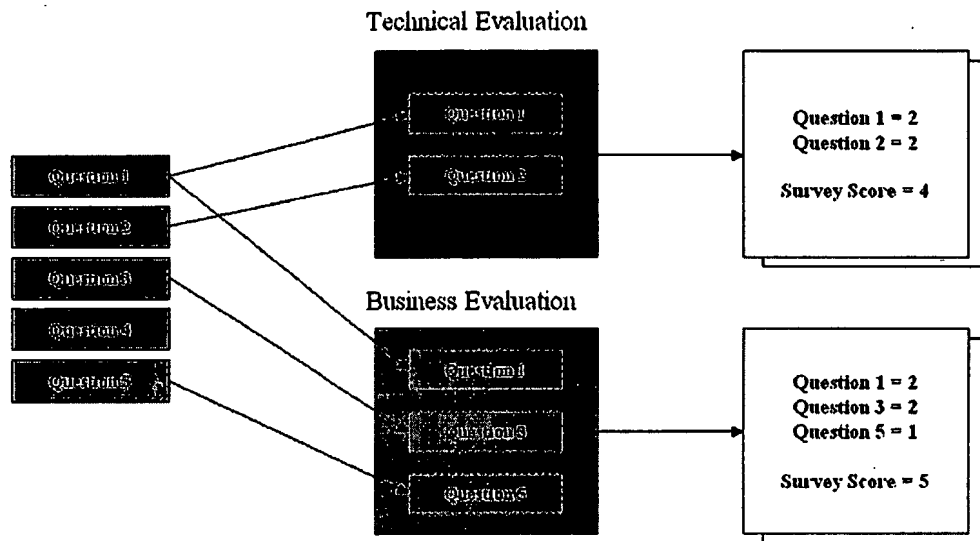 Technical Evaluation
Question 1
Question 2
Question 1 = 2
Question 2 = 2
Survey Score = 4
Question 1
Question 2
Question 3
Question 4
Question 5
Business Evaluation
Question 1
Question 3
Question 5
Question 1 = 2
Question 3 = 2
Question 5 = 1
Survey Score = 5